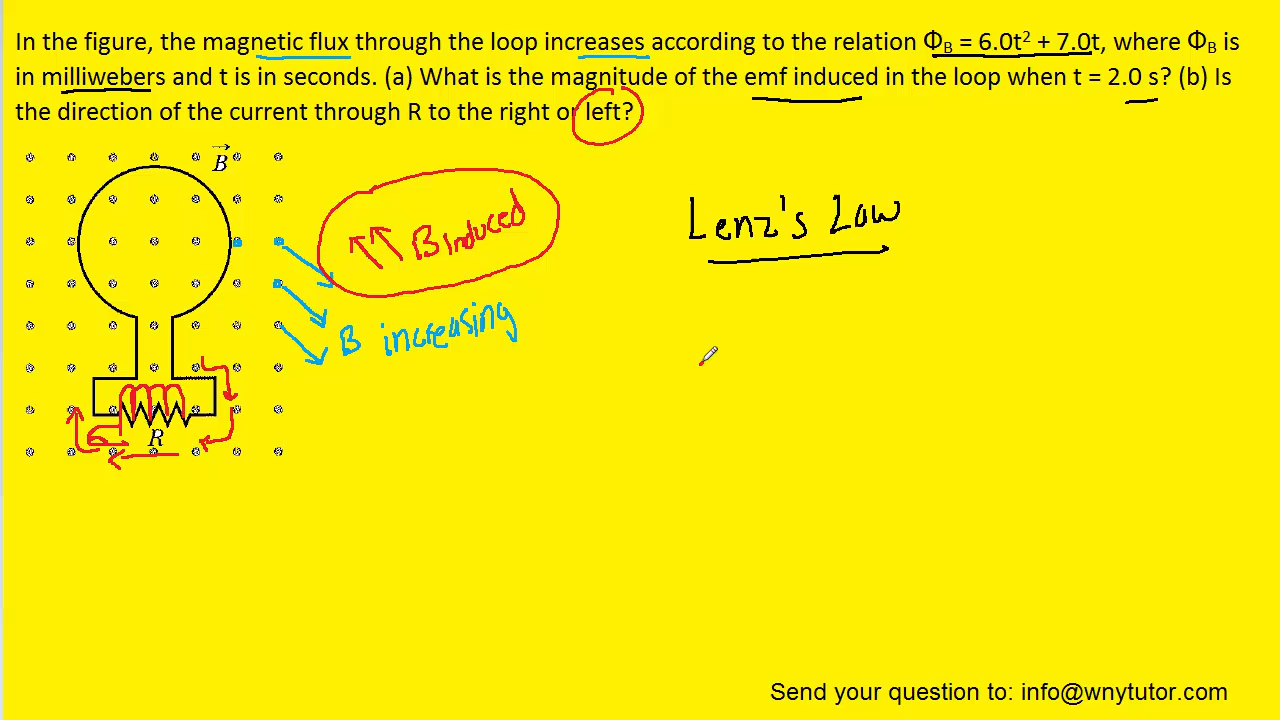 In the figure, the magnetic flux through the loop increases according to the relation Φ_B = 6.0t² + 7.0t, where Φ_B is
in milliwebers and t is in seconds. (a) What is the magnitude of the emf induced in the loop when t = 2.0 s? (b) Is
the direction of the current through R to the right or left?
B
Lenz's Law
B induced
B increasing
R
Send your question to: info@wnytutor.com